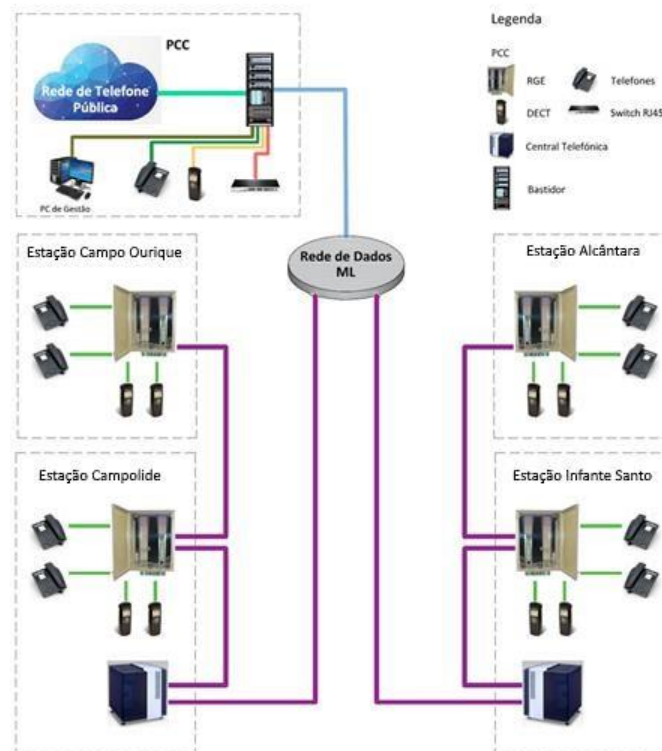 PCC
Rede de Telefone
Pública
PC de Gestão
Legenda
PCC
RGE
Telefones
DECT
Switch RJ45
Central Telefónica
Bastidor
Rede de Dados
ML
Estação Campo Ourique
Estação Alcântara
Estação Campolide
Estação Infante Santo